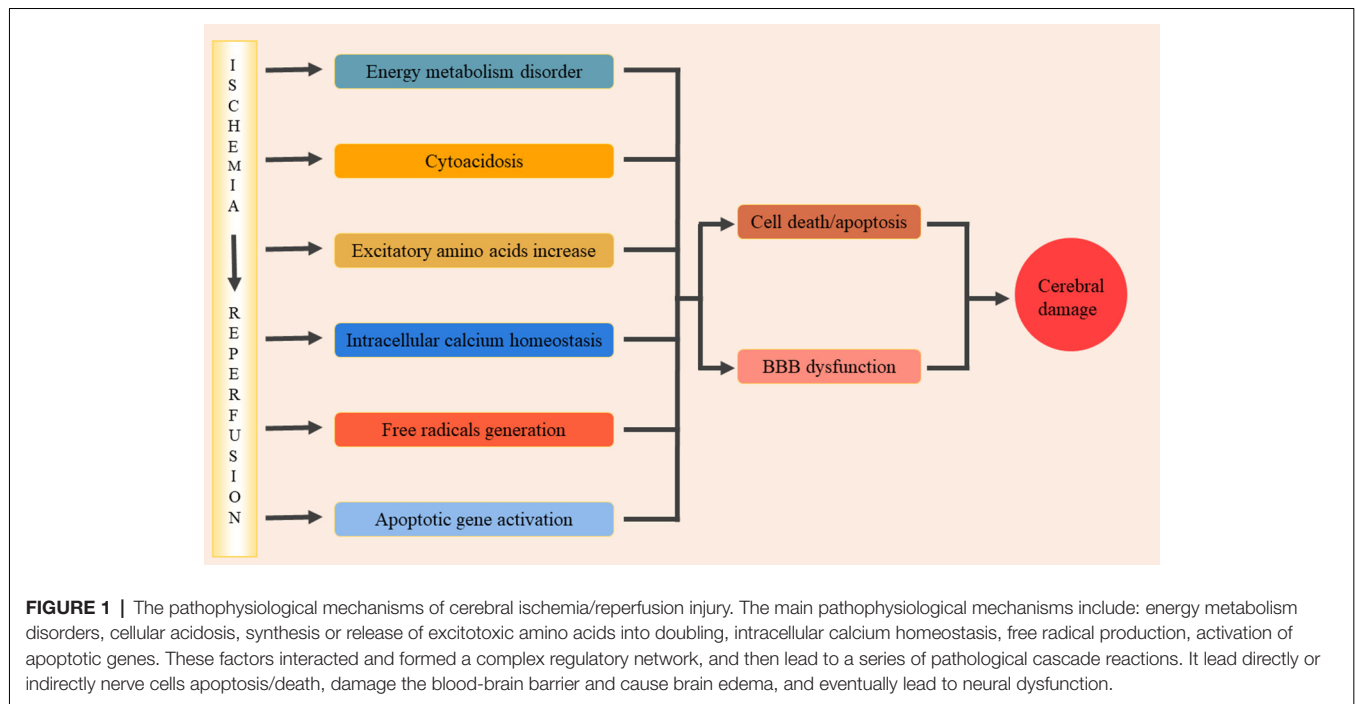 ISCHEMIA
REPERFUSION
Energy metabolism disorder
Cytoacidosis
Excitatory amino acids increase
Intracellular calcium homeostasis
Free radicals generation
Apoptotic gene activation
Cell death/apoptosis
BBB dysfunction
Cerebral
damage
FIGURE 1 | The pathophysiological mechanisms of cerebral ischemia/reperfusion injury. The main pathophysiological mechanisms include: energy metabolism
disorders, cellular acidosis, synthesis or release of excitotoxic amino acids into doubling, intracellular calcium homeostasis, free radical production, activation of
apoptotic genes. These factors interacted and formed a complex regulatory network, and then lead to a series of pathological cascade reactions. It lead directly or
indirectly nerve cells apoptosis/death, damage the blood-brain barrier and cause brain edema, and eventually lead to neural dysfunction.